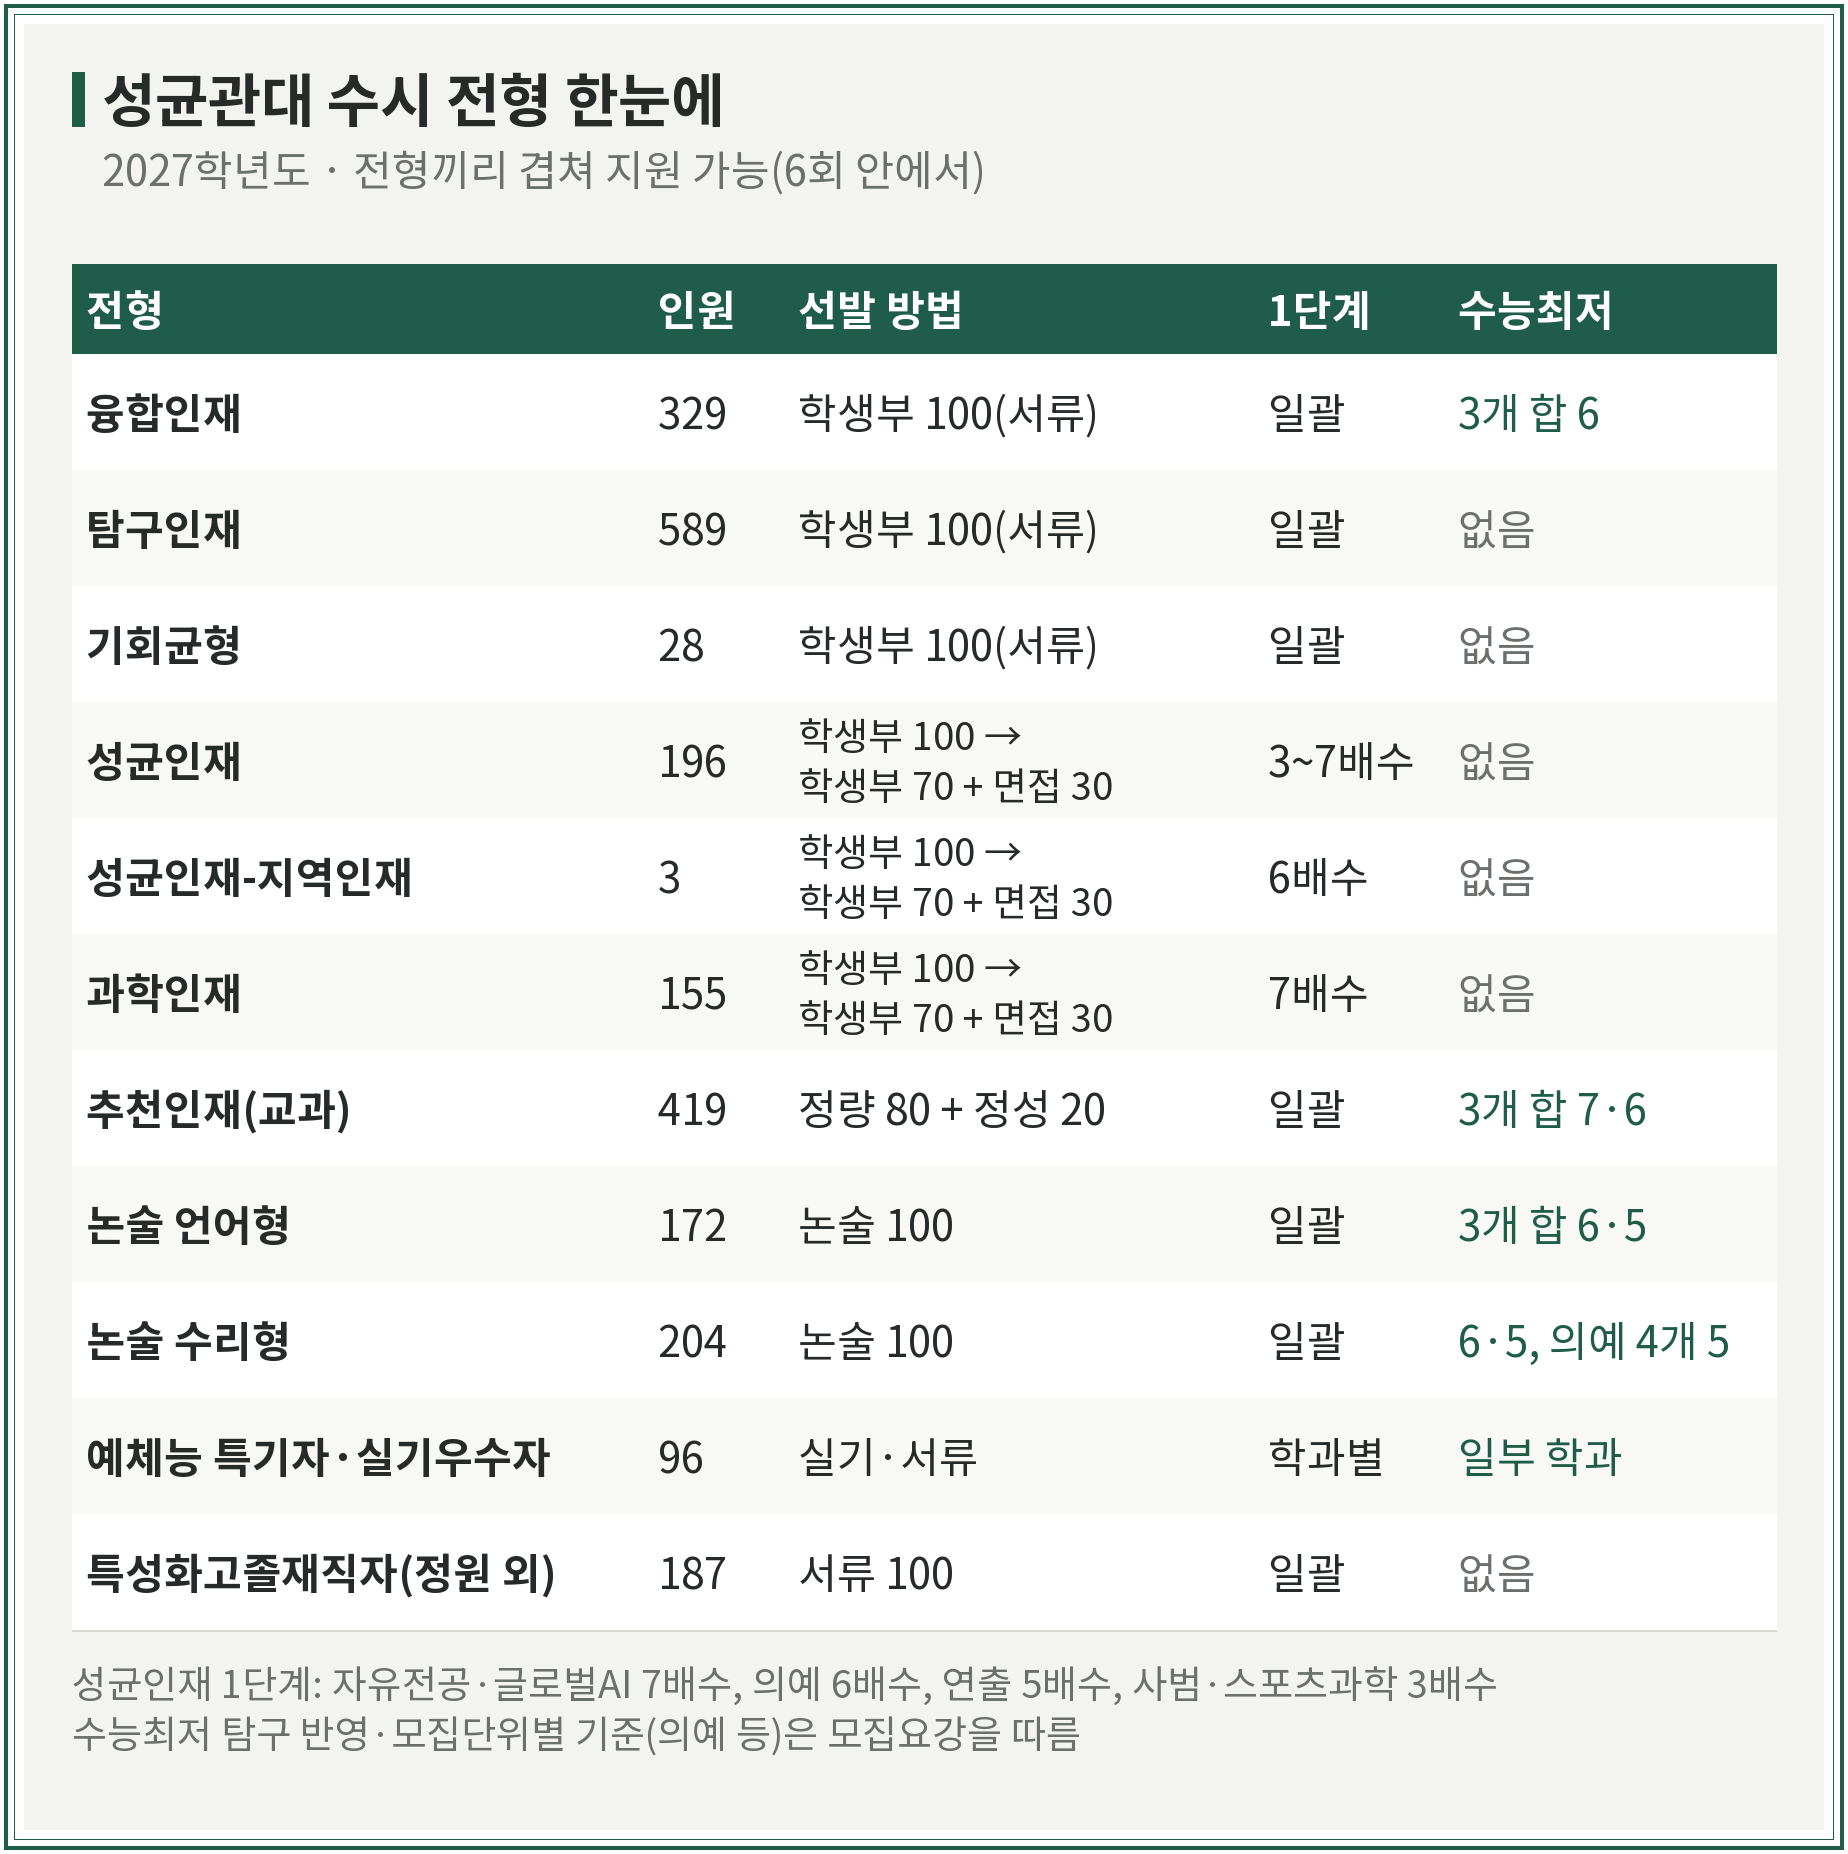 성균관대 수시 전형 한눈에
2027학년도 · 전형끼리 겹쳐 지원 가능(6회 안에서)
전형 인원 선발 방법 1단계 수능최저
융합인재 329 학생부 100(서류) 일괄 3개 합 6
탐구인재 589 학생부 100(서류) 일괄 없음
기회균형 28 학생부 100(서류) 일괄 없음
성균인재 196 학생부 100 →
학생부 70 + 면접 30 3~7배수 없음
성균인재-지역인재 3 학생부 100 →
학생부 70 + 면접 30 6배수 없음
과학인재 155 학생부 100 →
학생부 70 + 면접 30 7배수 없음
추천인재(교과) 419 정량 80 + 정성 20 일괄 3개 합 7·6
논술 언어형 172 논술 100 일괄 3개 합 6·5
논술 수리형 204 논술 100 일괄 6·5, 의예 4개 5
예체능 특기자·실기우수자 96 실기·서류 학과별 일부 학과
특성화고졸재직자(정원 외) 187 서류 100 일괄 없음
성균인재 1단계: 자유전공·글로벌AI 7배수, 의예 6배수, 연출 5배수, 사범·스포츠과학 3배수
수능최저 탐구 반영·모집단위별 기준(의예 등)은 모집요강을 따름